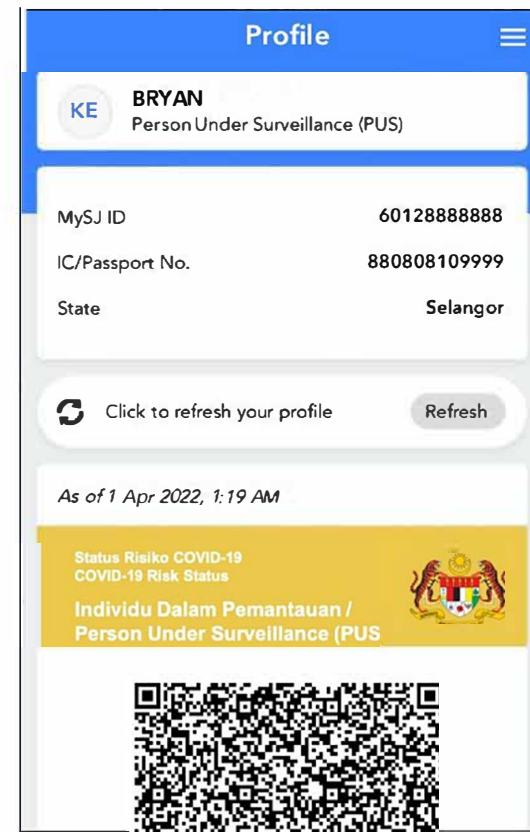 Profile
KE
BRYAN
Person Under Surveillance (PUS)
MySJ ID 60128888888
IC/Passport No. 880808109999
State Selangor
Click to refresh your profile Refresh
As of 1 Apr 2022, 1:19 AM
Status Risiko COVID-19
COVID-19 Risk Status
Individu Dalam Pemantauan /
Person Under Surveillance (PUS